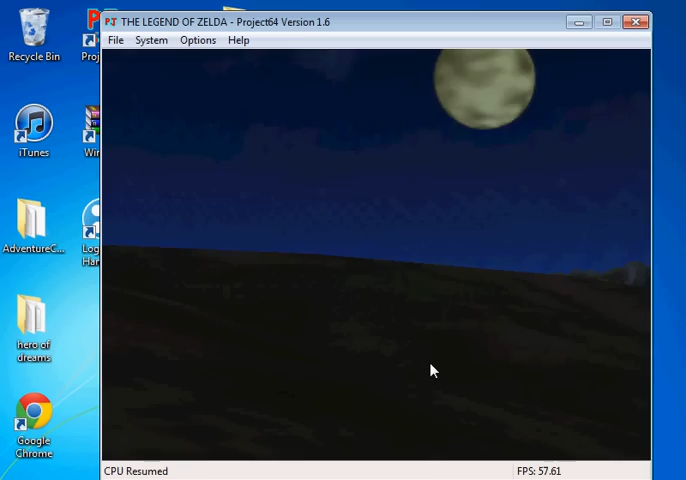 THE LEGEND OF ZELDA - Project64 Version 1.6
File System Options Help
Recycle Bin
iTunes
AdventureC...
hero of
dreams
Google
Chrome
CPU Resumed
FPS: 57.61